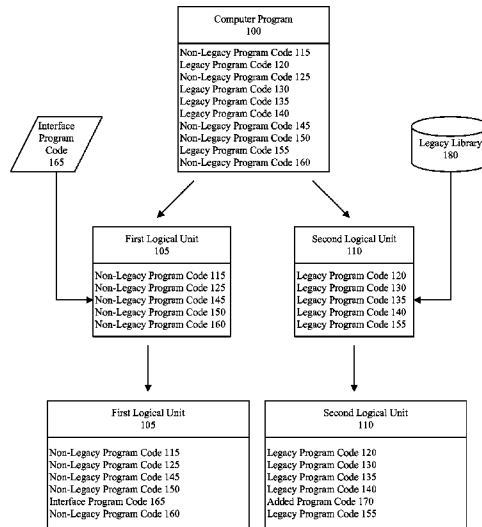 Computer Program
100
Non-Legacy Program Code 115
Legacy Program Code 120
Non-Legacy Program Code 125
Legacy Program Code 130
Legacy Program Code 135
Legacy Program Code 140
Non-Legacy Program Code 145
Non-Legacy Program Code 150
Legacy Program Code 155
Non-Legacy Program Code 160
Interface
Program
Code
165
Legacy Library
180
First Logical Unit
105
Non-Legacy Program Code 115
Non-Legacy Program Code 125
Non-Legacy Program Code 145
Non-Legacy Program Code 150
Non-Legacy Program Code 160
Second Logical Unit
110
Legacy Program Code 120
Legacy Program Code 130
Legacy Program Code 135
Legacy Program Code 140
Legacy Program Code 155
First Logical Unit
105
Non-Legacy Program Code 115
Non-Legacy Program Code 125
Non-Legacy Program Code 145
Non-Legacy Program Code 150
Interface Program Code 165
Non-Legacy Program Code 160
Second Logical Unit
110
Legacy Program Code 120
Legacy Program Code 130
Legacy Program Code 135
Legacy Program Code 140
Added Program Code 170
Legacy Program Code 155